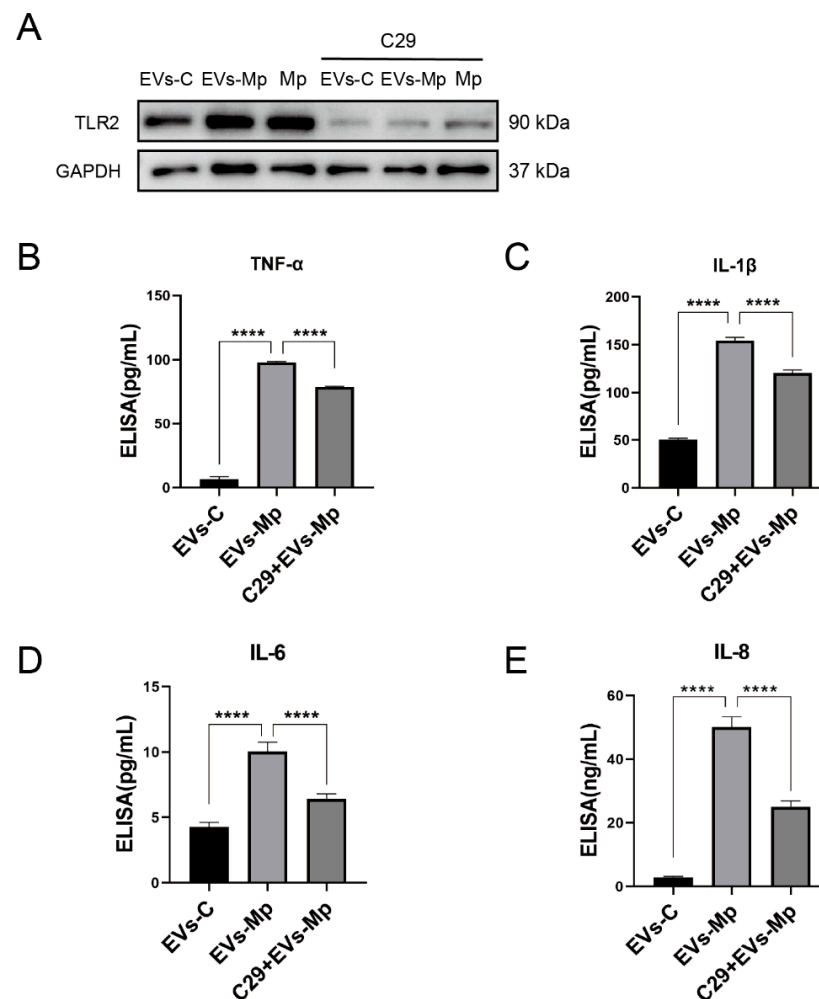 A
C29
EVs-C EVs-Mp Mp EVs-C EVs-Mp Mp
TLR2 90 kDa
GAPDH 37 kDa
B
TNF-α
ELISA(pg/mL)
150
100
50
0
**** ****
EVs-C
EVs-Mp
C29+EVs-Mp
C
IL-1β
ELISA(pg/mL)
200
150
100
50
0
**** ****
EVs-C
EVs-Mp
C29+EVs-Mp
D
IL-6
ELISA(pg/mL)
15
10
5
0
**** ****
EVs-C
EVs-Mp
C29+EVs-Mp
E
IL-8
ELISA(ng/mL)
60
40
20
0
**** ****
EVs-C
EVs-Mp
C29+EVs-Mp